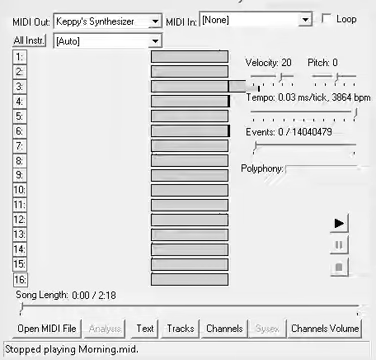 MIDI Out: Keppy's Synthesizer MIDI In: [None] Loop
All Instr. [Auto]
1:
2:
3:
4:
5:
6:
7:
8:
9:
10:
11:
12:
13:
14:
15:
16:
Velocity: 20 Pitch: 0
Tempo: 0.03 ms/tick, 3864 bpm
Events: 0 / 14040479
Polyphony:
Song Length: 0:00 / 2:18
Open MIDI File Analysis Text Tracks Channels Sysex Channels Volume
Stopped playing Morning.mid.